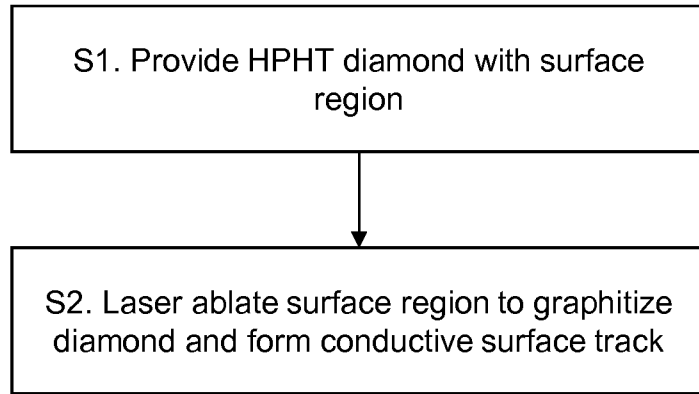 S1. Provide HPHT diamond with surface
region
S2. Laser ablate surface region to graphitize
diamond and form conductive surface track